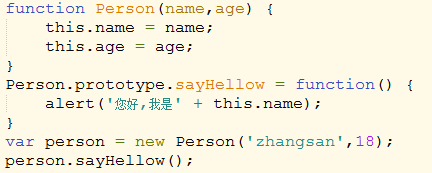 function Person(name,age) {
    this.name = name;
    this.age = age;
}
Person.prototype.sayHellow = function() {
    alert('您好,我是' + this.name);
}
var person = new Person('zhangsan',18);
person.sayHellow();